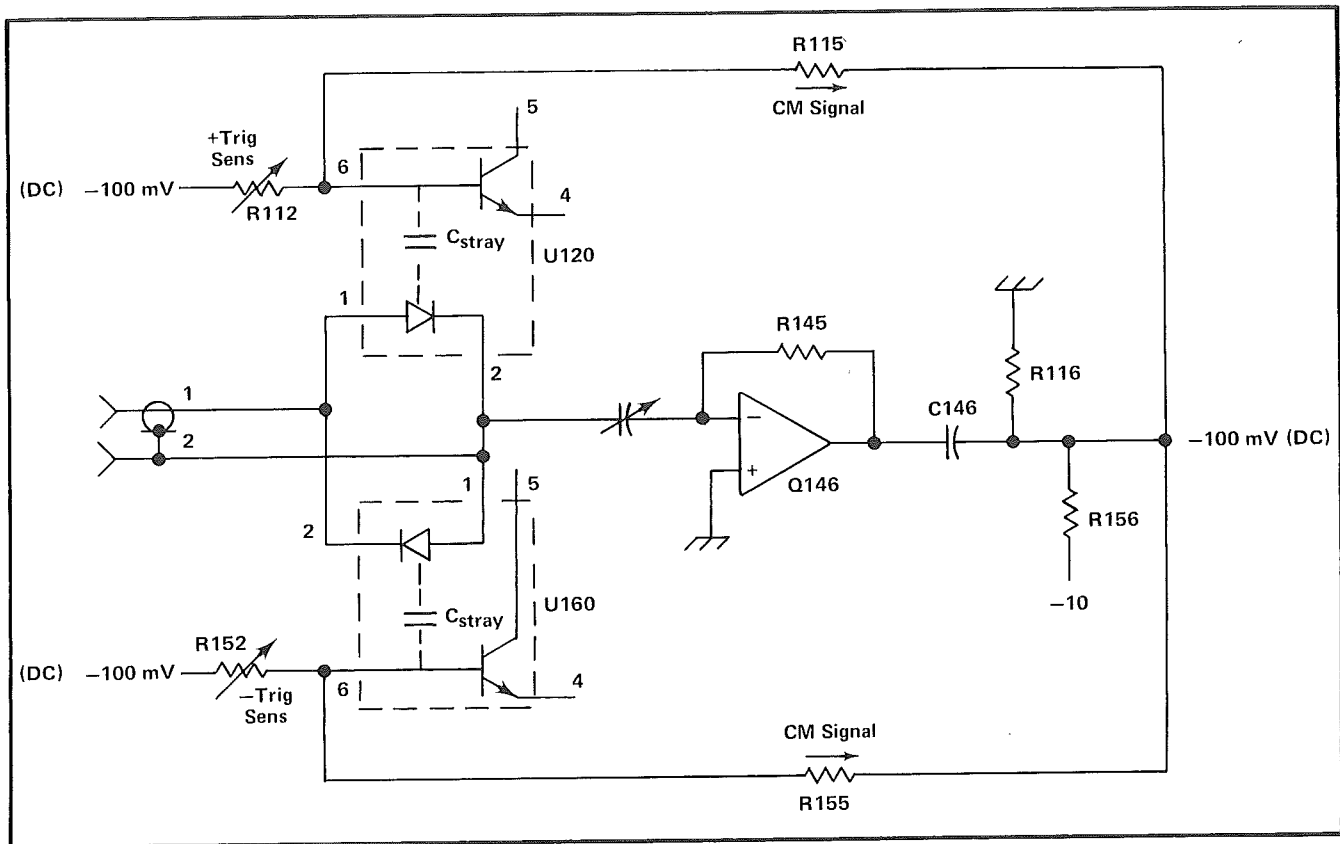 R115
CM Signal
5
+Trig
Sens
6
(DC) −100 mV
R112
4
Cstray
U120
1
R145
2
R116
1
C146
2
−100 mV (DC)
+
−
Q146
1
5
2
R156
U160
−10
Cstray
R152
(DC) −100 mV
−Trig
Sens
6
4
CM Signal
R155